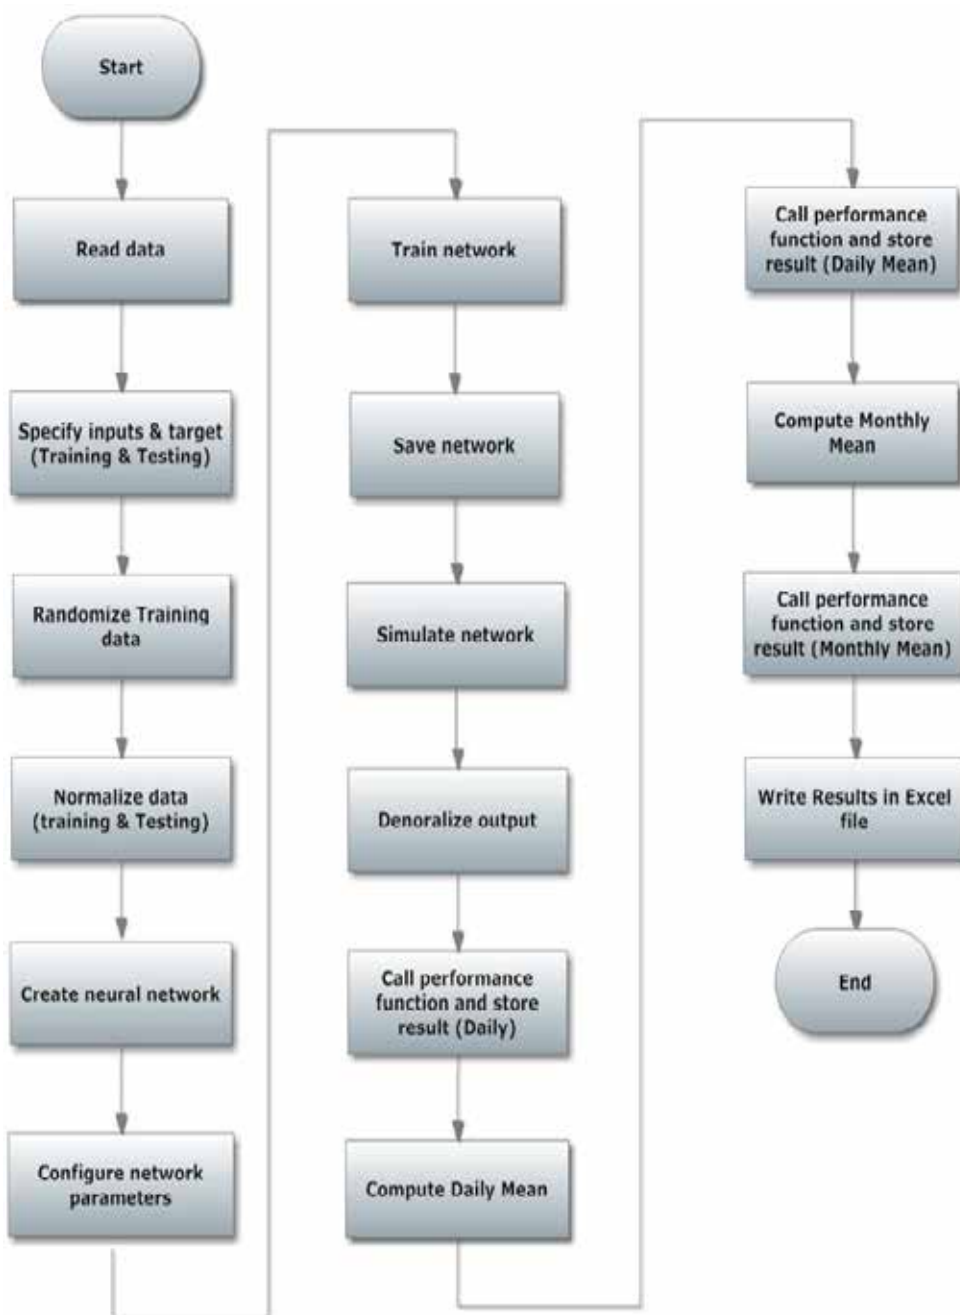 Start
Read data
Specify inputs & target
(Training & Testing)
Randomize Training
data
Normalize data
(training & Testing)
Create neural network
Configure network
parameters
Train network
Save network
Simulate network
Denoralize output
Call performance
function and store
result (Daily)
Compute Daily Mean
Call performance
function and store
result (Daily Mean)
Compute Monthly
Mean
Call performance
function and store
result (Monthly Mean)
Write Results in Excel
file
End